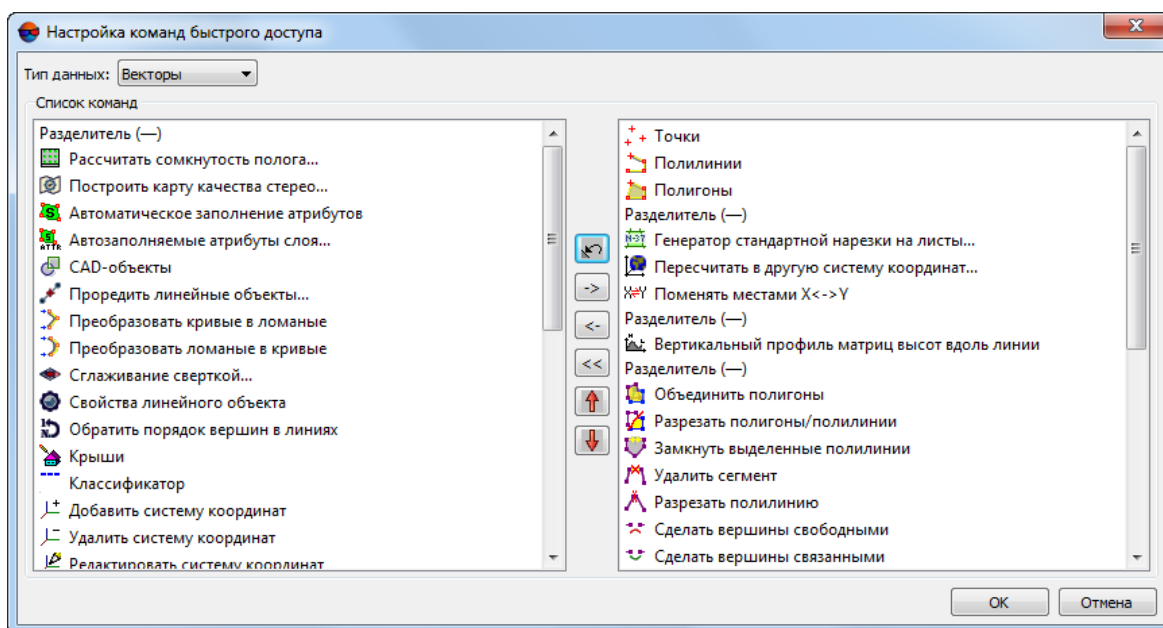 Настройка команд быстрого доступа
Тип данных: Векторы
Список команд
Разделитель (—)
Рассчитать сомкнутость полога...
Построить карту качества стерео...
Автоматическое заполнение атрибутов
Автозаполняемые атрибуты слоя...
CAD-объекты
Проредить линейные объекты...
Преобразовать кривые в ломаные
Преобразовать ломаные в кривые
Сглаживание сверткой...
Свойства линейного объекта
Обратить порядок вершин в линиях
Крыши
Классификатор
Добавить систему координат
Удалить систему координат
Редактировать систему координат
->
<-
<<
Точки
Полилинии
Полигоны
Разделитель (—)
Генератор стандартной нарезки на листы...
Пересчитать в другую систему координат...
Поменять местами X<->Y
Разделитель (—)
Вертикальный профиль матриц высот вдоль линии
Разделитель (—)
Объединить полигоны
Разрезать полигоны/полилинии
Замкнуть выделенные полилинии
Удалить сегмент
Разрезать полилинию
Сделать вершины свободными
Сделать вершины связанными
OK
Отмена